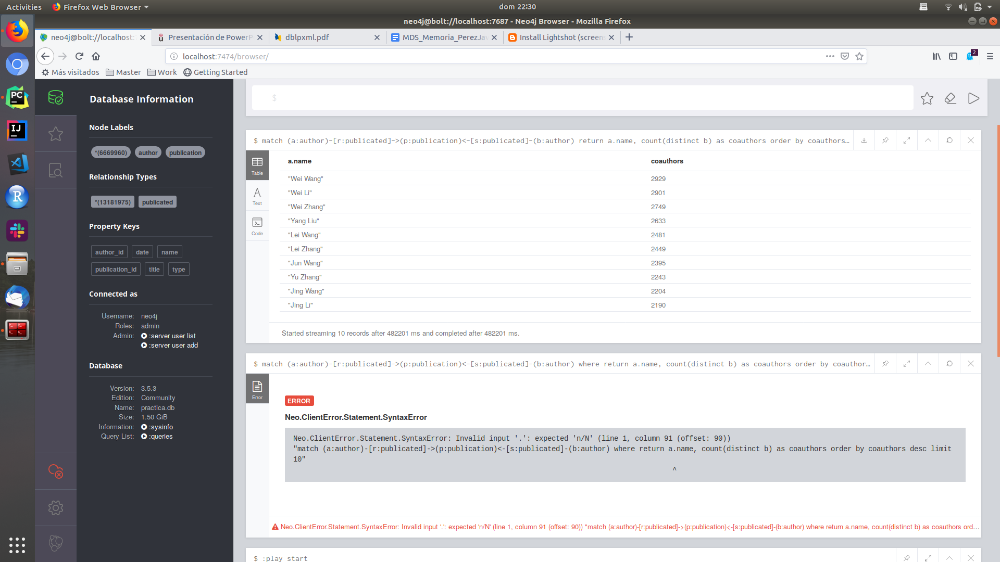 Activities
Firefox Web Browser
dom 22:30
neo4j@bolt://localhost:7687 - Neo4j Browser - Mozilla Firefox
neo4j@bolt://localhost:
Presentación de PowerP
dblpxml.pdf
MDS_Memoria_PerezJa
Install Lightshot (screens
localhost:7474/browser/
2
Más visitados
Master
Work
Getting Started
PC
IJ
R
Database Information
Node Labels
*(6669960)
author
publication
Relationship Types
*(13181975)
publicated
Property Keys
author_id
date
name
publication_id
title
type
Connected as
Username: neo4j
Roles: admin
Admin: :server user list
:server user add
Database
Version: 3.5.3
Edition: Community
Name: practica.db
Size: 1.50 GiB
Information: :sysinfo
Query List: :queries
$
$ match (a:author)-[r:publicated]->(p:publication)<-[s:publicated]-(b:author) return a.name, count(distinct b) as coauthors order by coauthors…
Table
Text
Code
a.name coauthors
"Wei Wang" 2929
"Wei Li" 2901
"Wei Zhang" 2749
"Yang Liu" 2633
"Lei Wang" 2481
"Lei Zhang" 2449
"Jun Wang" 2395
"Yu Zhang" 2243
"Jing Wang" 2204
"Jing Li" 2190
Started streaming 10 records after 482201 ms and completed after 482201 ms.
$ match (a:author)-[r:publicated]->(p:publication)<-[s:publicated]-(b:author) where return a.name, count(distinct b) as coauthors order by coauthor…
Error
ERROR
Neo.ClientError.Statement.SyntaxError
Neo.ClientError.Statement.SyntaxError: Invalid input '.': expected 'n/N' (line 1, column 91 (offset: 90))
"match (a:author)-[r:publicated]->(p:publication)<-[s:publicated]-(b:author) where return a.name, count(distinct b) as coauthors order by coauthors desc limit
10"
^
Neo.ClientError.Statement.SyntaxError: Invalid input '.': expected 'n/N' (line 1, column 91 (offset: 90)) "match (a:author)-[r:publicated]->(p:publication)<-[s:publicated]-(b:author) where return a.name, count(distinct b) as coauthors ord…
$ :play start